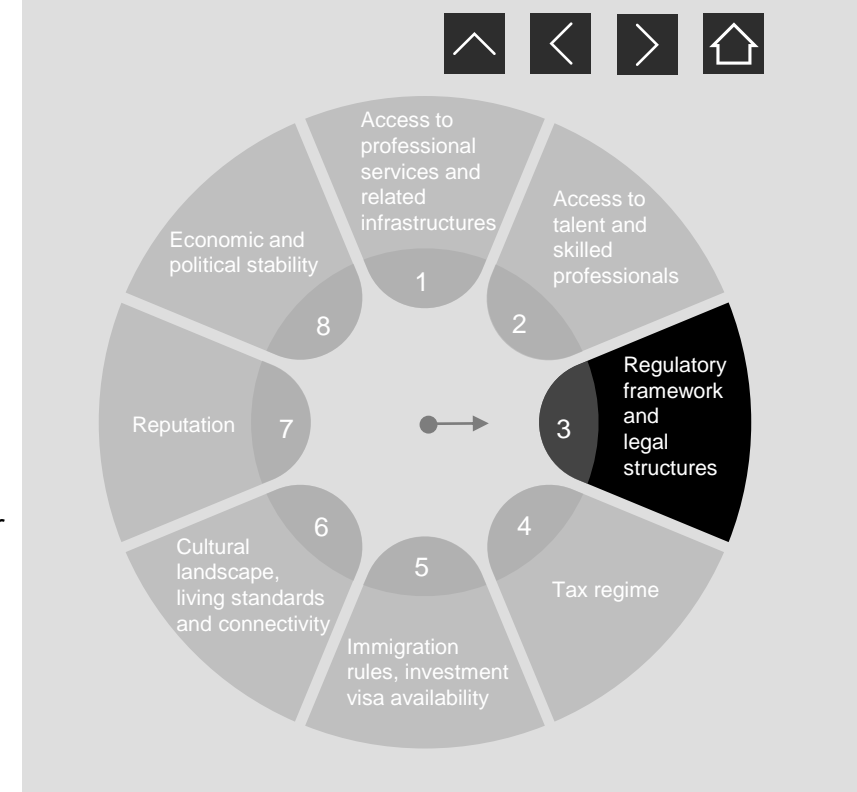 Access to
professional
services and
related
infrastructures
1
Access to
talent and
skilled
professionals
2
Regulatory
framework
and
legal
structures
3
Tax regime
4
Immigration
rules, investment
visa availability
5
Cultural
landscape,
living standards
and connectivity
6
Reputation
7
Economic and
political stability
8